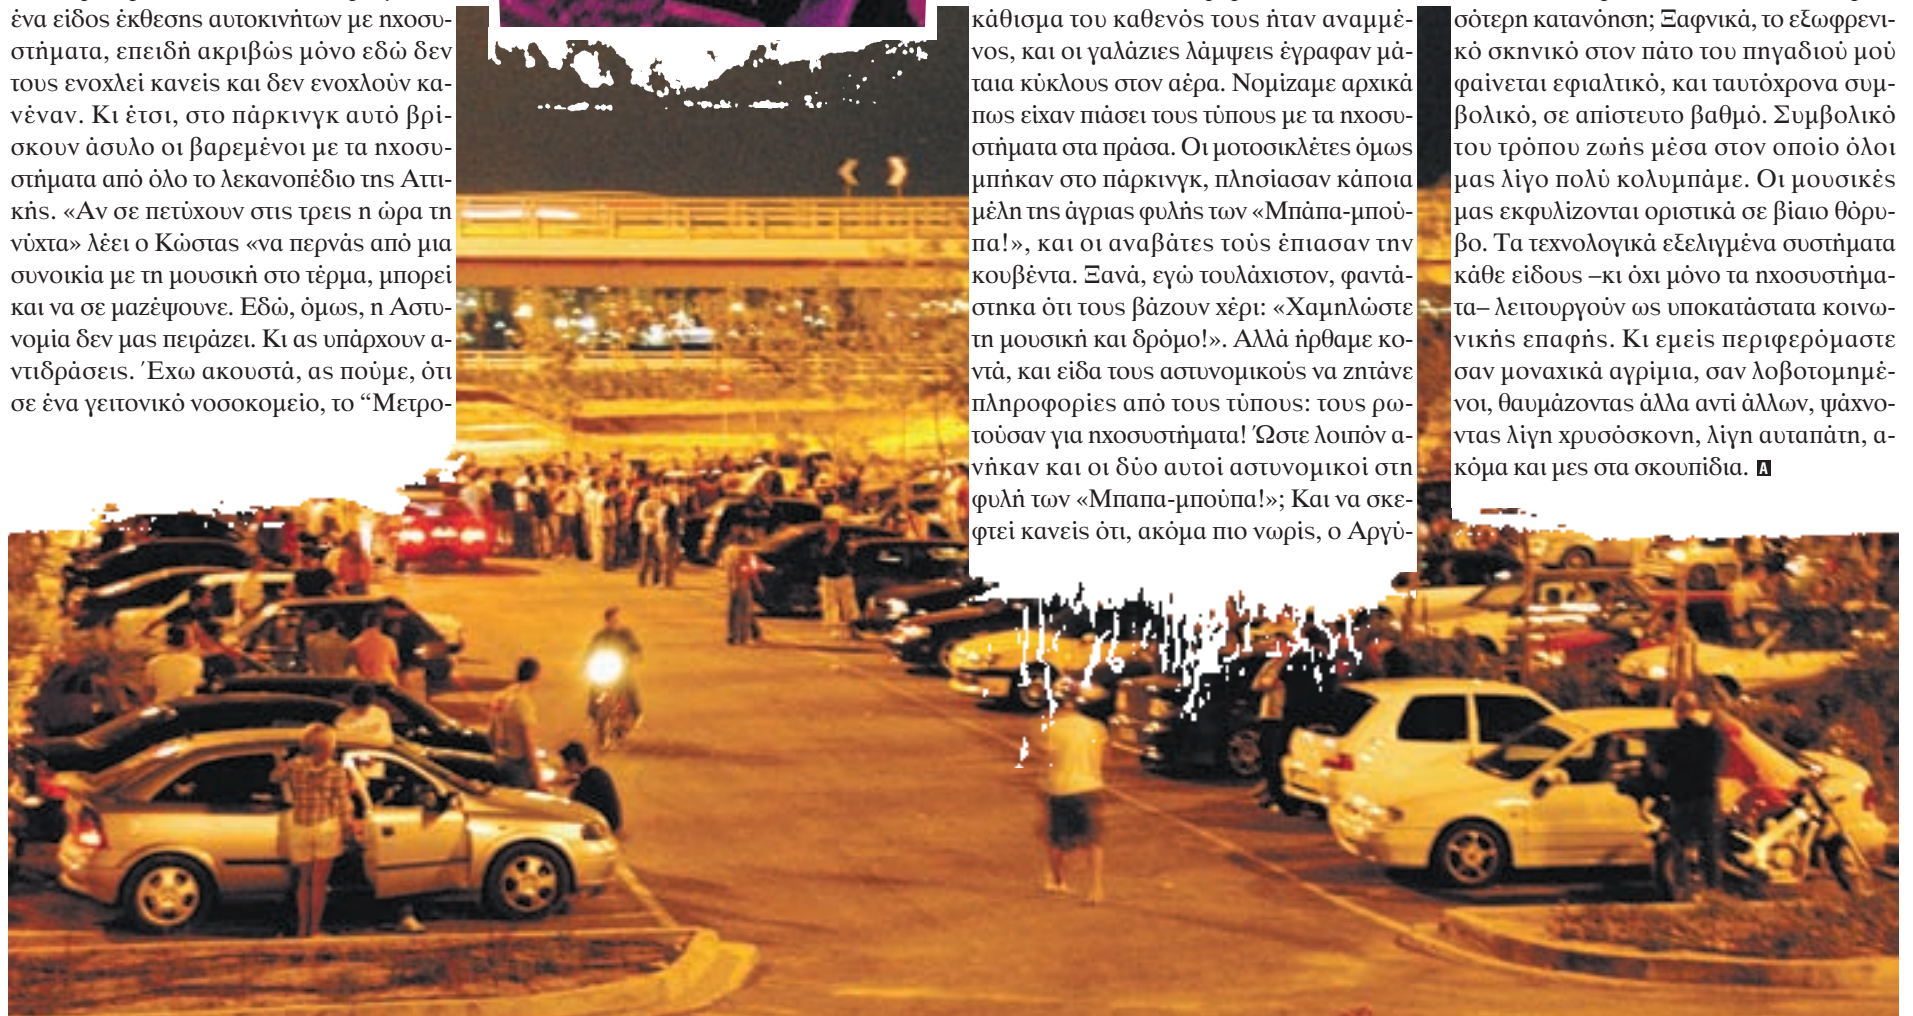 ένα είδος έκθεσης αυτοκινήτων με ηχοσυ-
στήματα, επειδή ακριβώς μόνο εδώ δεν
τους ενοχλεί κανείς και δεν ενοχλούν κα-
νέναν. Κι έτσι, στο πάρκινγκ αυτό βρί-
σκουν άσυλο οι βαρεμένοι με τα ηχοσυ-
στήματα από όλο το λεκανοπέδιο της Αττι-
κής. «Αν σε πετύχουν στις τρεις η ώρα τη
νύχτα» λέει ο Κώστας «να περνάς από μια
συνοικία με τη μουσική στο τέρμα, μπορεί
και να σε μαζέψουνε. Εδώ, όμως, η Αστυ-
νομία δεν μας πειράζει. Κι ας υπάρχουν α-
ντιδράσεις. Έχω ακουστά, ας πούμε, ότι
σε ένα γειτονικό νοσοκομείο, το “Μετρο-
κάθισμα του καθενός τους ήταν αναμμέ-
νος, και οι γαλάζιες λάμψεις έγραφαν μά-
ταια κύκλους στον αέρα. Νομίζαμε αρχικά
πως είχαν πιάσει τους τύπους με τα ηχοσυ-
στήματα στα πράσα. Οι μοτοσικλέτες όμως
μπήκαν στο πάρκινγκ, πλησίασαν κάποια
μέλη της άγριας φυλής των «Μπάπα-μπού-
πα!», και οι αναβάτες τούς έπιασαν την
κουβέντα. Ξανά, εγώ τουλάχιστον, φαντά-
στηκα ότι τους βάζουν χέρι: «Χαμηλώστε
τη μουσική και δρόμο!». Αλλά ήρθαμε κο-
ντά, και είδα τους αστυνομικούς να ζητάνε
πληροφορίες από τους τύπους: τους ρω-
τούσαν για ηχοσυστήματα! Ώστε λοιπόν α-
νήκαν και οι δύο αυτοί αστυνομικοί στη
φυλή των «Μπαπα-μπούπα!»; Και να σκε-
φτεί κανείς ότι, ακόμα πιο νωρίς, ο Αργύ-
σότερη κατανόηση; Ξαφνικά, το εξωφρενι-
κό σκηνικό στον πάτο του πηγαδιού μού
φαίνεται εφιαλτικό, και ταυτόχρονα συμ-
βολικό, σε απίστευτο βαθμό. Συμβολικό
του τρόπου ζωής μέσα στον οποίο όλοι
μας λίγο πολύ κολυμπάμε. Οι μουσικές
μας εκφυλίζονται οριστικά σε βίαιο θόρυ-
βο. Τα τεχνολογικά εξελιγμένα συστήματα
κάθε είδους –κι όχι μόνο τα ηχοσυστήμα-
τα– λειτουργούν ως υποκατάστατα κοινω-
νικής επαφής. Κι εμείς περιφερόμαστε
σαν μοναχικά αγρίμια, σαν λοβοτομημέ-
νοι, θαυμάζοντας άλλα αντί άλλων, ψάχνο-
ντας λίγη χρυσόσκονη, λίγη αυταπάτη, α-
κόμα και μες στα σκουπίδια. A